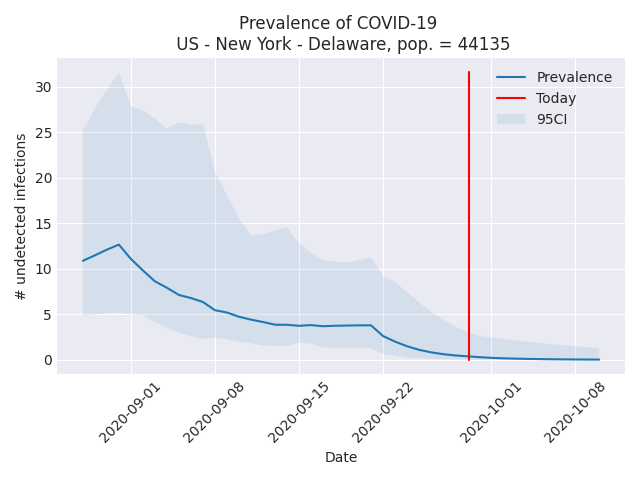 Prevalence of COVID-19
US - New York - Delaware, pop. = 44135
# undetected infections
30
25
20
15
10
5
0
Prevalence
Today
95CI
2020-09-01
2020-09-08
2020-09-15
2020-09-22
2020-10-01
2020-10-08
Date